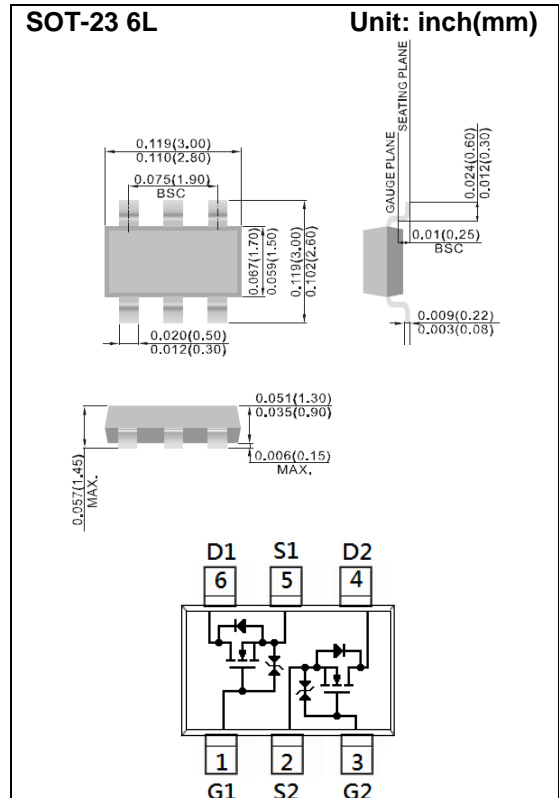 SOT-23 6L Unit: inch(mm)
0.119(3.00)
0.110(2.80)
0.075(1.90)
BSC
0.067(1.70)
0.059(1.50)
0.119(3.00)
0.102(2.60)
0.020(0.50)
0.012(0.30)
GAUGE PLANE
SEATING PLANE
0.024(0.60)
0.012(0.30)
0.01(0.25)
BSC
0.009(0.22)
0.003(0.08)
0.051(1.30)
0.035(0.90)
0.006(0.15)
MAX.
0.057(1.45)
MAX.
D1 S1 D2
6 5 4
1 2 3
G1 S2 G2